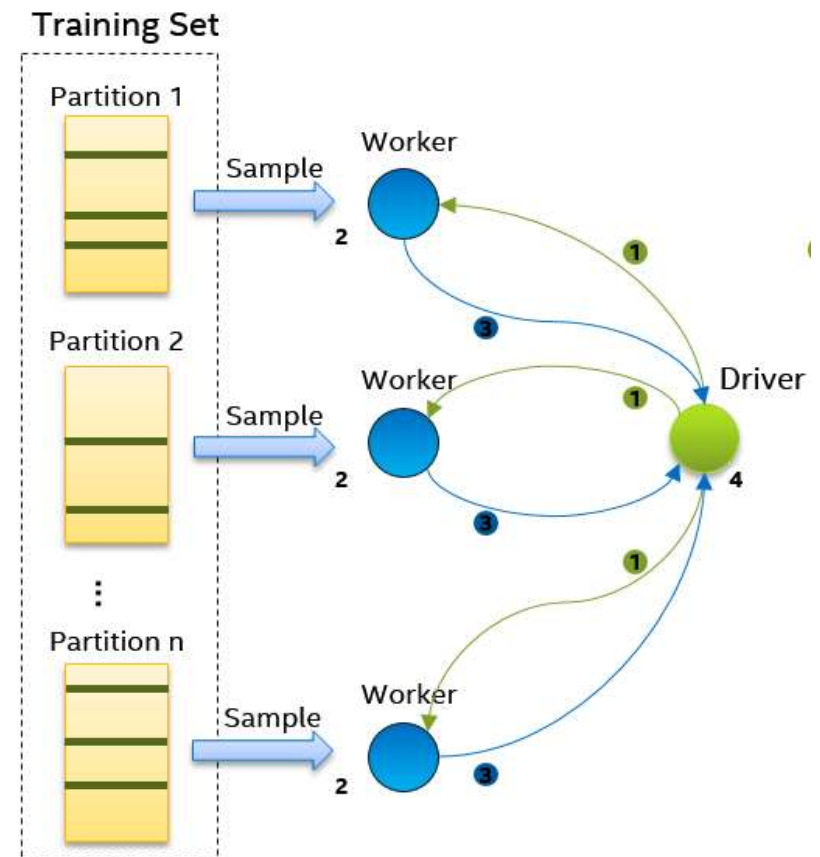 Training Set
Partition 1
Sample
Worker
2
1
3
Partition 2
Sample
Worker
2
1
3
Driver
4
...
Partition n
Sample
Worker
2
1
3